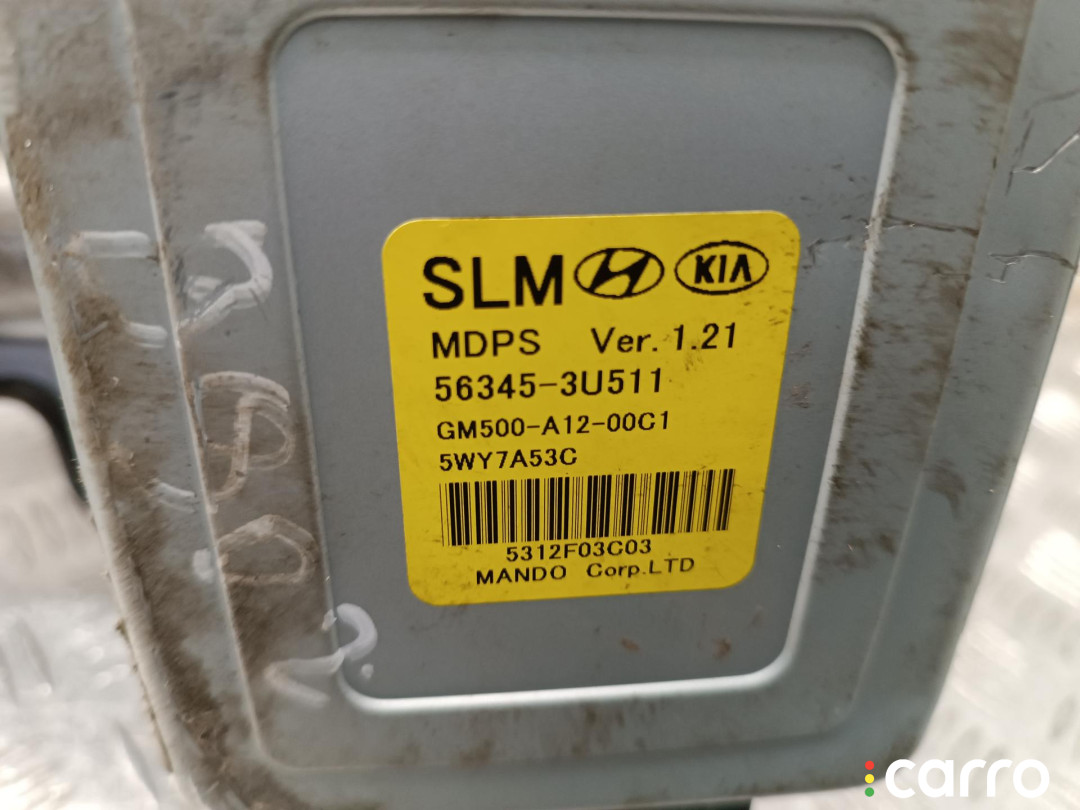 SLM H KIA
MDPS Ver. 1.21
56345-3U511
GM500-A12-00C1
5WY7A53C
5312F03C03
MANDO Corp.LTD
carro